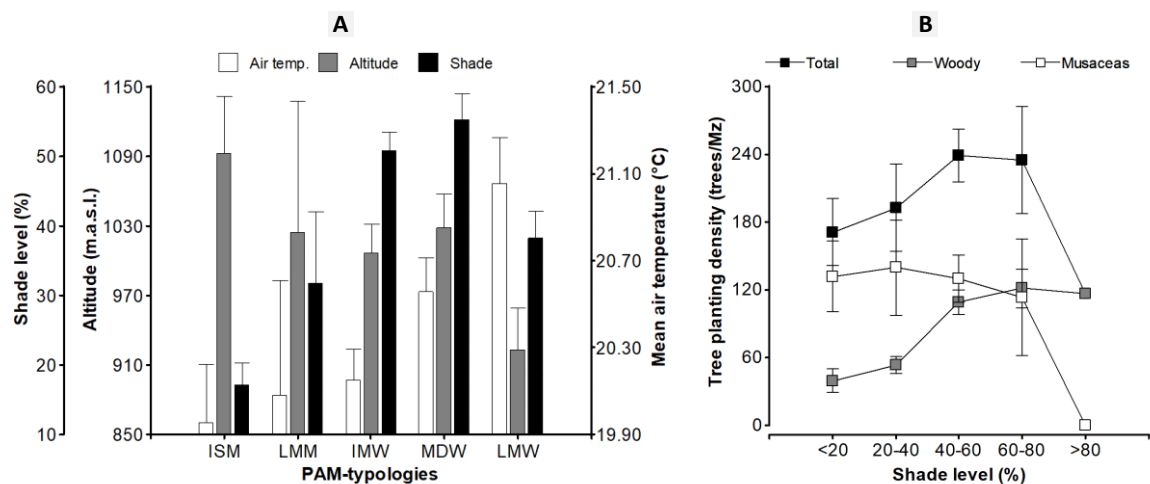 A
Air temp. Altitude Shade
Shade level (%)
60
50
40
30
20
10
Altitude (m.a.s.l.)
1150
1090
1030
970
910
850
21.50
21.10
20.70
20.30
19.90
Mean air temperature (°C)
ISM LMM IMW MDW LMW
PAM-typologies
B
Total Woody Musaceas
Tree planting density (trees/Mz)
300
240
180
120
60
0
<20 20-40 40-60 60-80 >80
Shade level (%)